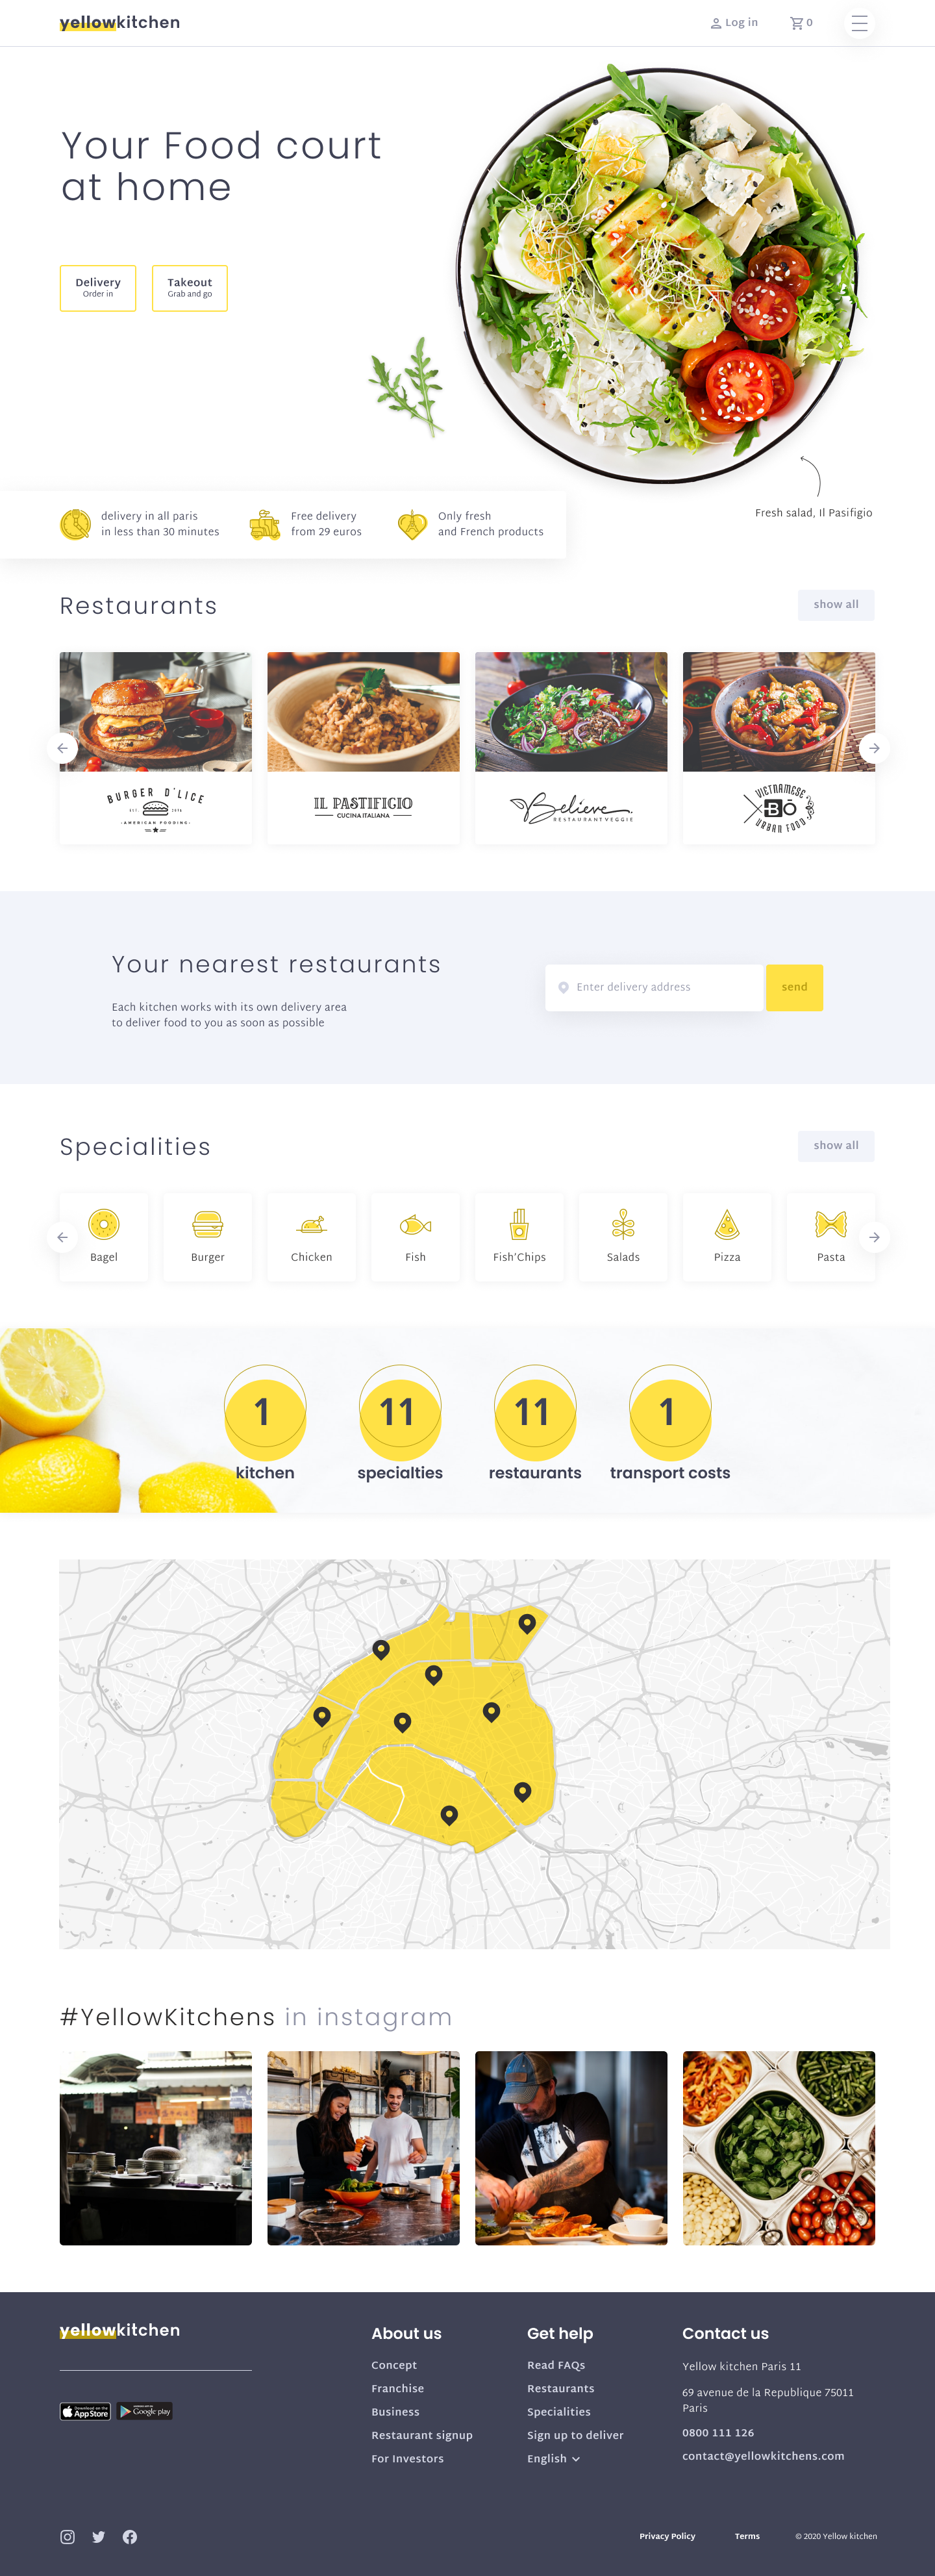 yellowkitchen
Log in
0
Your Food court
at home
Delivery
Order in
Takeout
Grab and go
Fresh salad, Il Pasifigio
delivery in all paris
in less than 30 minutes
Free delivery
from 29 euros
Only fresh
and French products
Restaurants
show all
BURGER D'LICE
AMERICAN FOODING
IL PASTIFICIO
CUCINA ITALIANA
Believe
RESTAURANT VEGGIE
VIETNAMESE
BO
URBAN FOOD
Your nearest restaurants
Each kitchen works with its own delivery area
to deliver food to you as soon as possible
Enter delivery address
send
Specialities
show all
Bagel
Burger
Chicken
Fish
Fish'Chips
Salads
Pizza
Pasta
1
kitchen
11
specialties
11
restaurants
1
transport costs
#YellowKitchens in instagram
yellowkitchen
Download on the
App Store
Google play
About us
Concept
Franchise
Business
Restaurant signup
For Investors
Get help
Read FAQs
Restaurants
Specialities
Sign up to deliver
English
Contact us
Yellow kitchen Paris 11
69 avenue de la Republique 75011
Paris
0800 111 126
contact@yellowkitchens.com
Privacy Policy
Terms
© 2020 Yellow kitchen